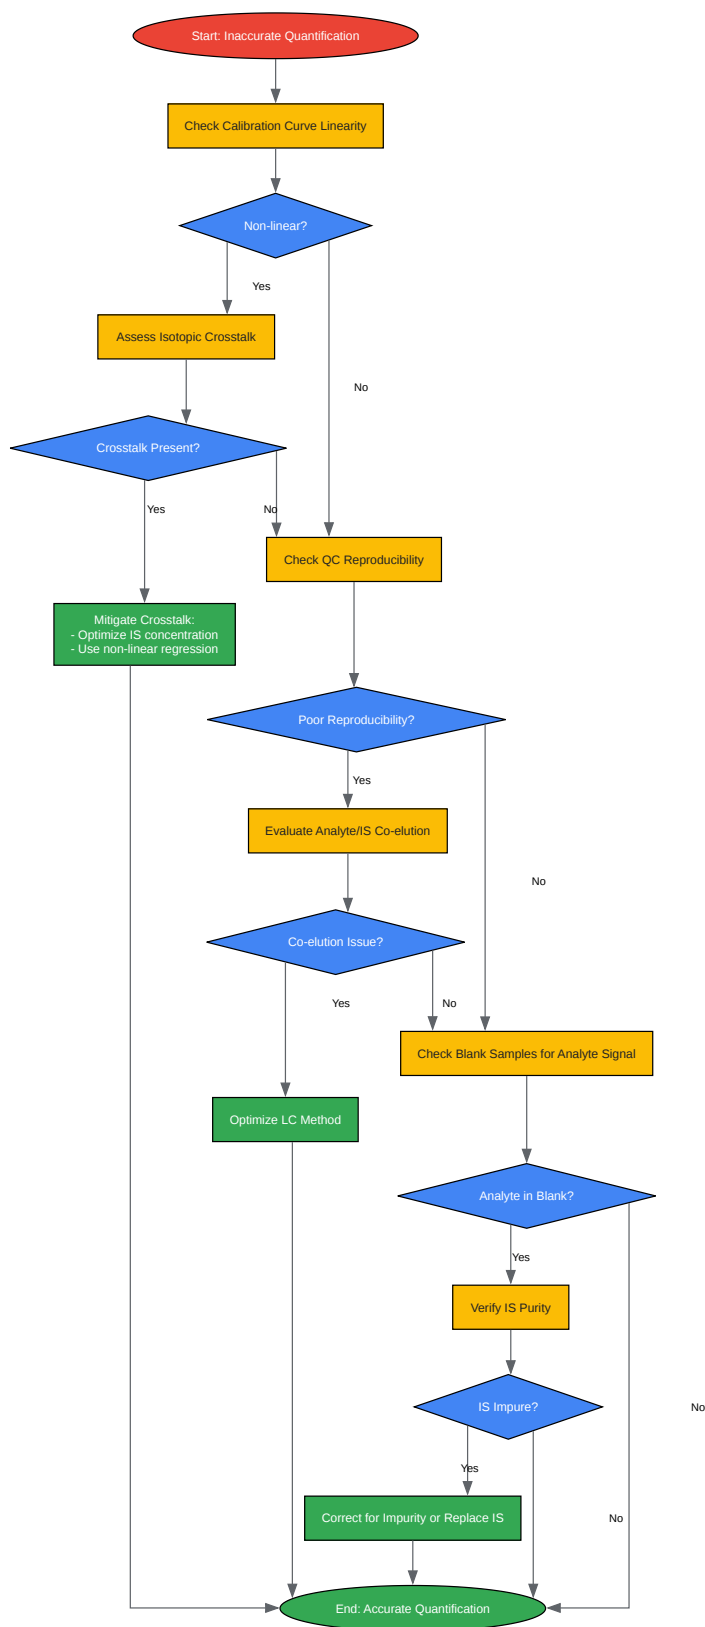 Start: Inaccurate Quantification
Check Calibration Curve Linearity
Non-linear?
Yes
Assess Isotopic Crosstalk
No
Crosstalk Present?
Yes
No
Check QC Reproducibility
Mitigate Crosstalk:
- Optimize IS concentration
- Use non-linear regression
Poor Reproducibility?
Yes
Evaluate Analyte/IS Co-elution
No
Co-elution Issue?
Yes
No
Check Blank Samples for Analyte Signal
Optimize LC Method
Analyte in Blank?
Yes
Verify IS Purity
IS Impure?
No
Yes
Correct for Impurity or Replace IS
No
End: Accurate Quantification